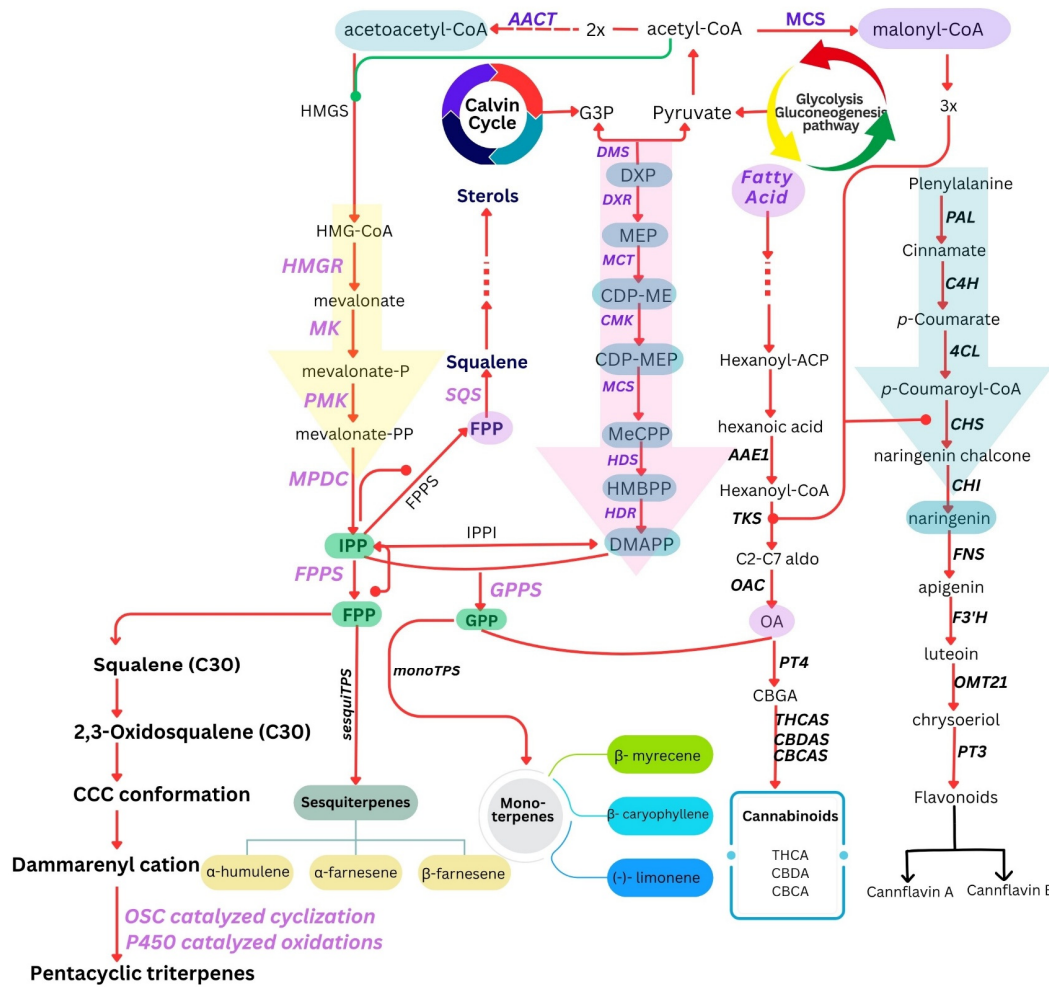 acetoacetyl-CoA
AACT
2x
acetyl-CoA
MCS
malonyl-CoA
HMGS
Calvin
Cycle
G3P
Pyruvate
Glycolysis
Gluconeogenesis
pathway
3x
DMS
DXP
DXR
MEP
MCT
CDP-ME
CMK
CDP-MEP
MCS
MeCPP
HDS
HMBPP
HDR
DMAPP
Fatty
Acid
Hexanoyl-ACP
hexanoic acid
AAE1
Hexanoyl-CoA
TKS
C2-C7 aldo
OAC
OA
PT4
CBGA
THCAS
CBDAS
CBCAS
Cannabinoids
THCA
CBDA
CBCA
Plenylalanine
PAL
Cinnamate
C4H
p-Coumarate
4CL
p-Coumaroyl-CoA
CHS
naringenin chalcone
CHI
naringenin
FNS
apigenin
F3'H
luteoin
OMT21
chrysoeriol
PT3
Flavonoids
Cannflavin A
Cannflavin B
HMG-CoA
HMGR
mevalonate
MK
mevalonate-P
PMK
mevalonate-PP
MPDC
IPP
IPPI
FPPS
FPP
SQS
Squalene
Sterols
FPPS
FPP
GPPS
GPP
sesquiTPS
monoTPS
Squalene (C30)
2,3-Oxidosqualene (C30)
CCC conformation
Dammarenyl cation
OSC catalyzed cyclization
P450 catalyzed oxidations
Pentacyclic triterpenes
Sesquiterpenes
α-humulene
α-farnesene
β-farnesene
Mono-
terpenes
β- myrecene
β- caryophyllene
(-)- limonene